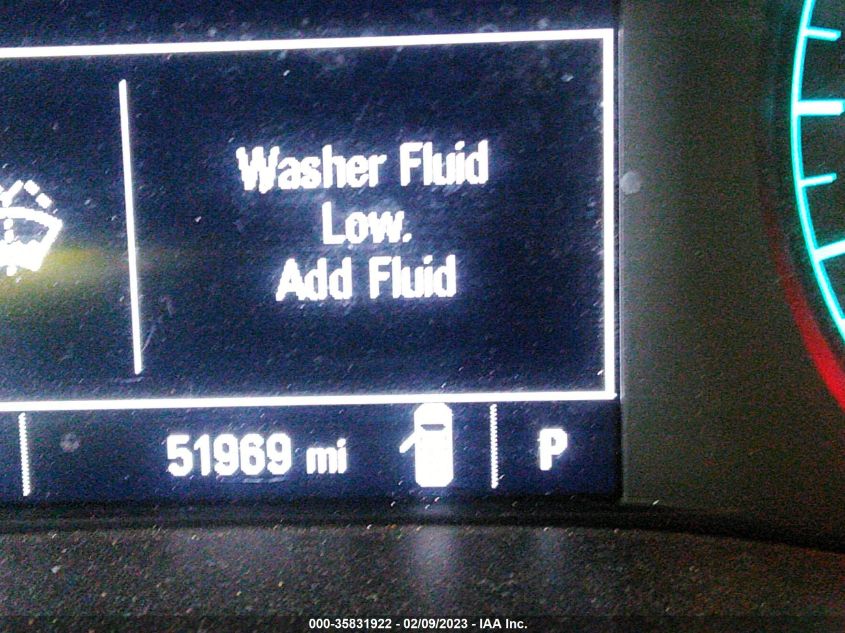 Washer Fluid
Low.
Add Fluid
51969 mi
P
000-35831922 - 02/09/2023 - IAA Inc.